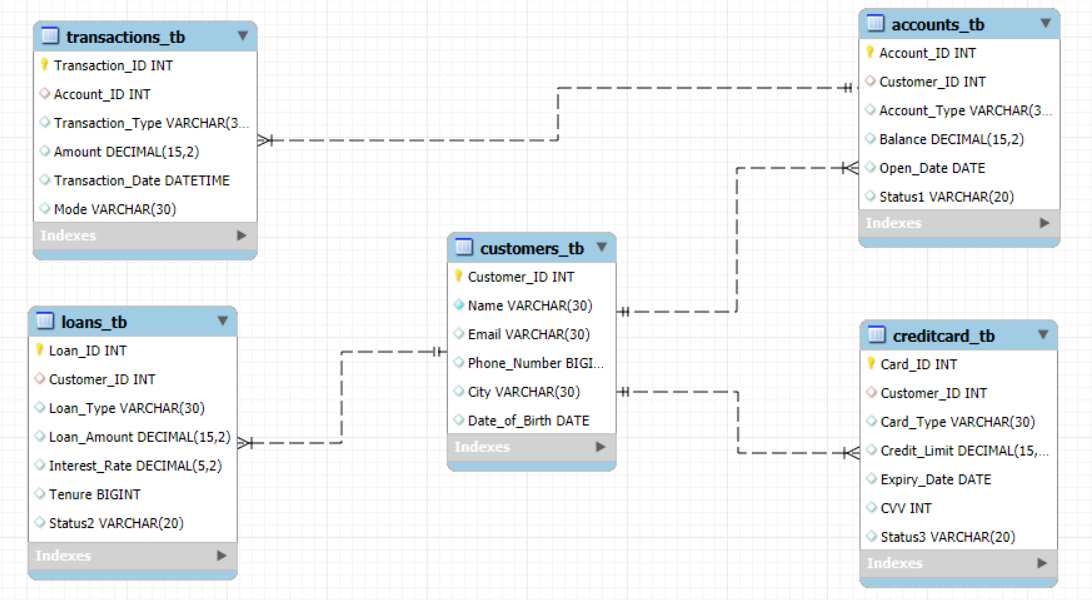 transactions_tb
Transaction_ID INT
Account_ID INT
Transaction_Type VARCHAR(3...
Amount DECIMAL(15,2)
Transaction_Date DATETIME
Mode VARCHAR(30)
Indexes
accounts_tb
Account_ID INT
Customer_ID INT
Account_Type VARCHAR(3...
Balance DECIMAL(15,2)
Open_Date DATE
Status1 VARCHAR(20)
Indexes
customers_tb
Customer_ID INT
Name VARCHAR(30)
Email VARCHAR(30)
Phone_Number BIGI...
City VARCHAR(30)
Date_of_Birth DATE
Indexes
loans_tb
Loan_ID INT
Customer_ID INT
Loan_Type VARCHAR(30)
Loan_Amount DECIMAL(15,2)
Interest_Rate DECIMAL(5,2)
Tenure BIGINT
Status2 VARCHAR(20)
Indexes
creditcard_tb
Card_ID INT
Customer_ID INT
Card_Type VARCHAR(30)
Credit_Limit DECIMAL(15,...
Expiry_Date DATE
CVV INT
Status3 VARCHAR(20)
Indexes